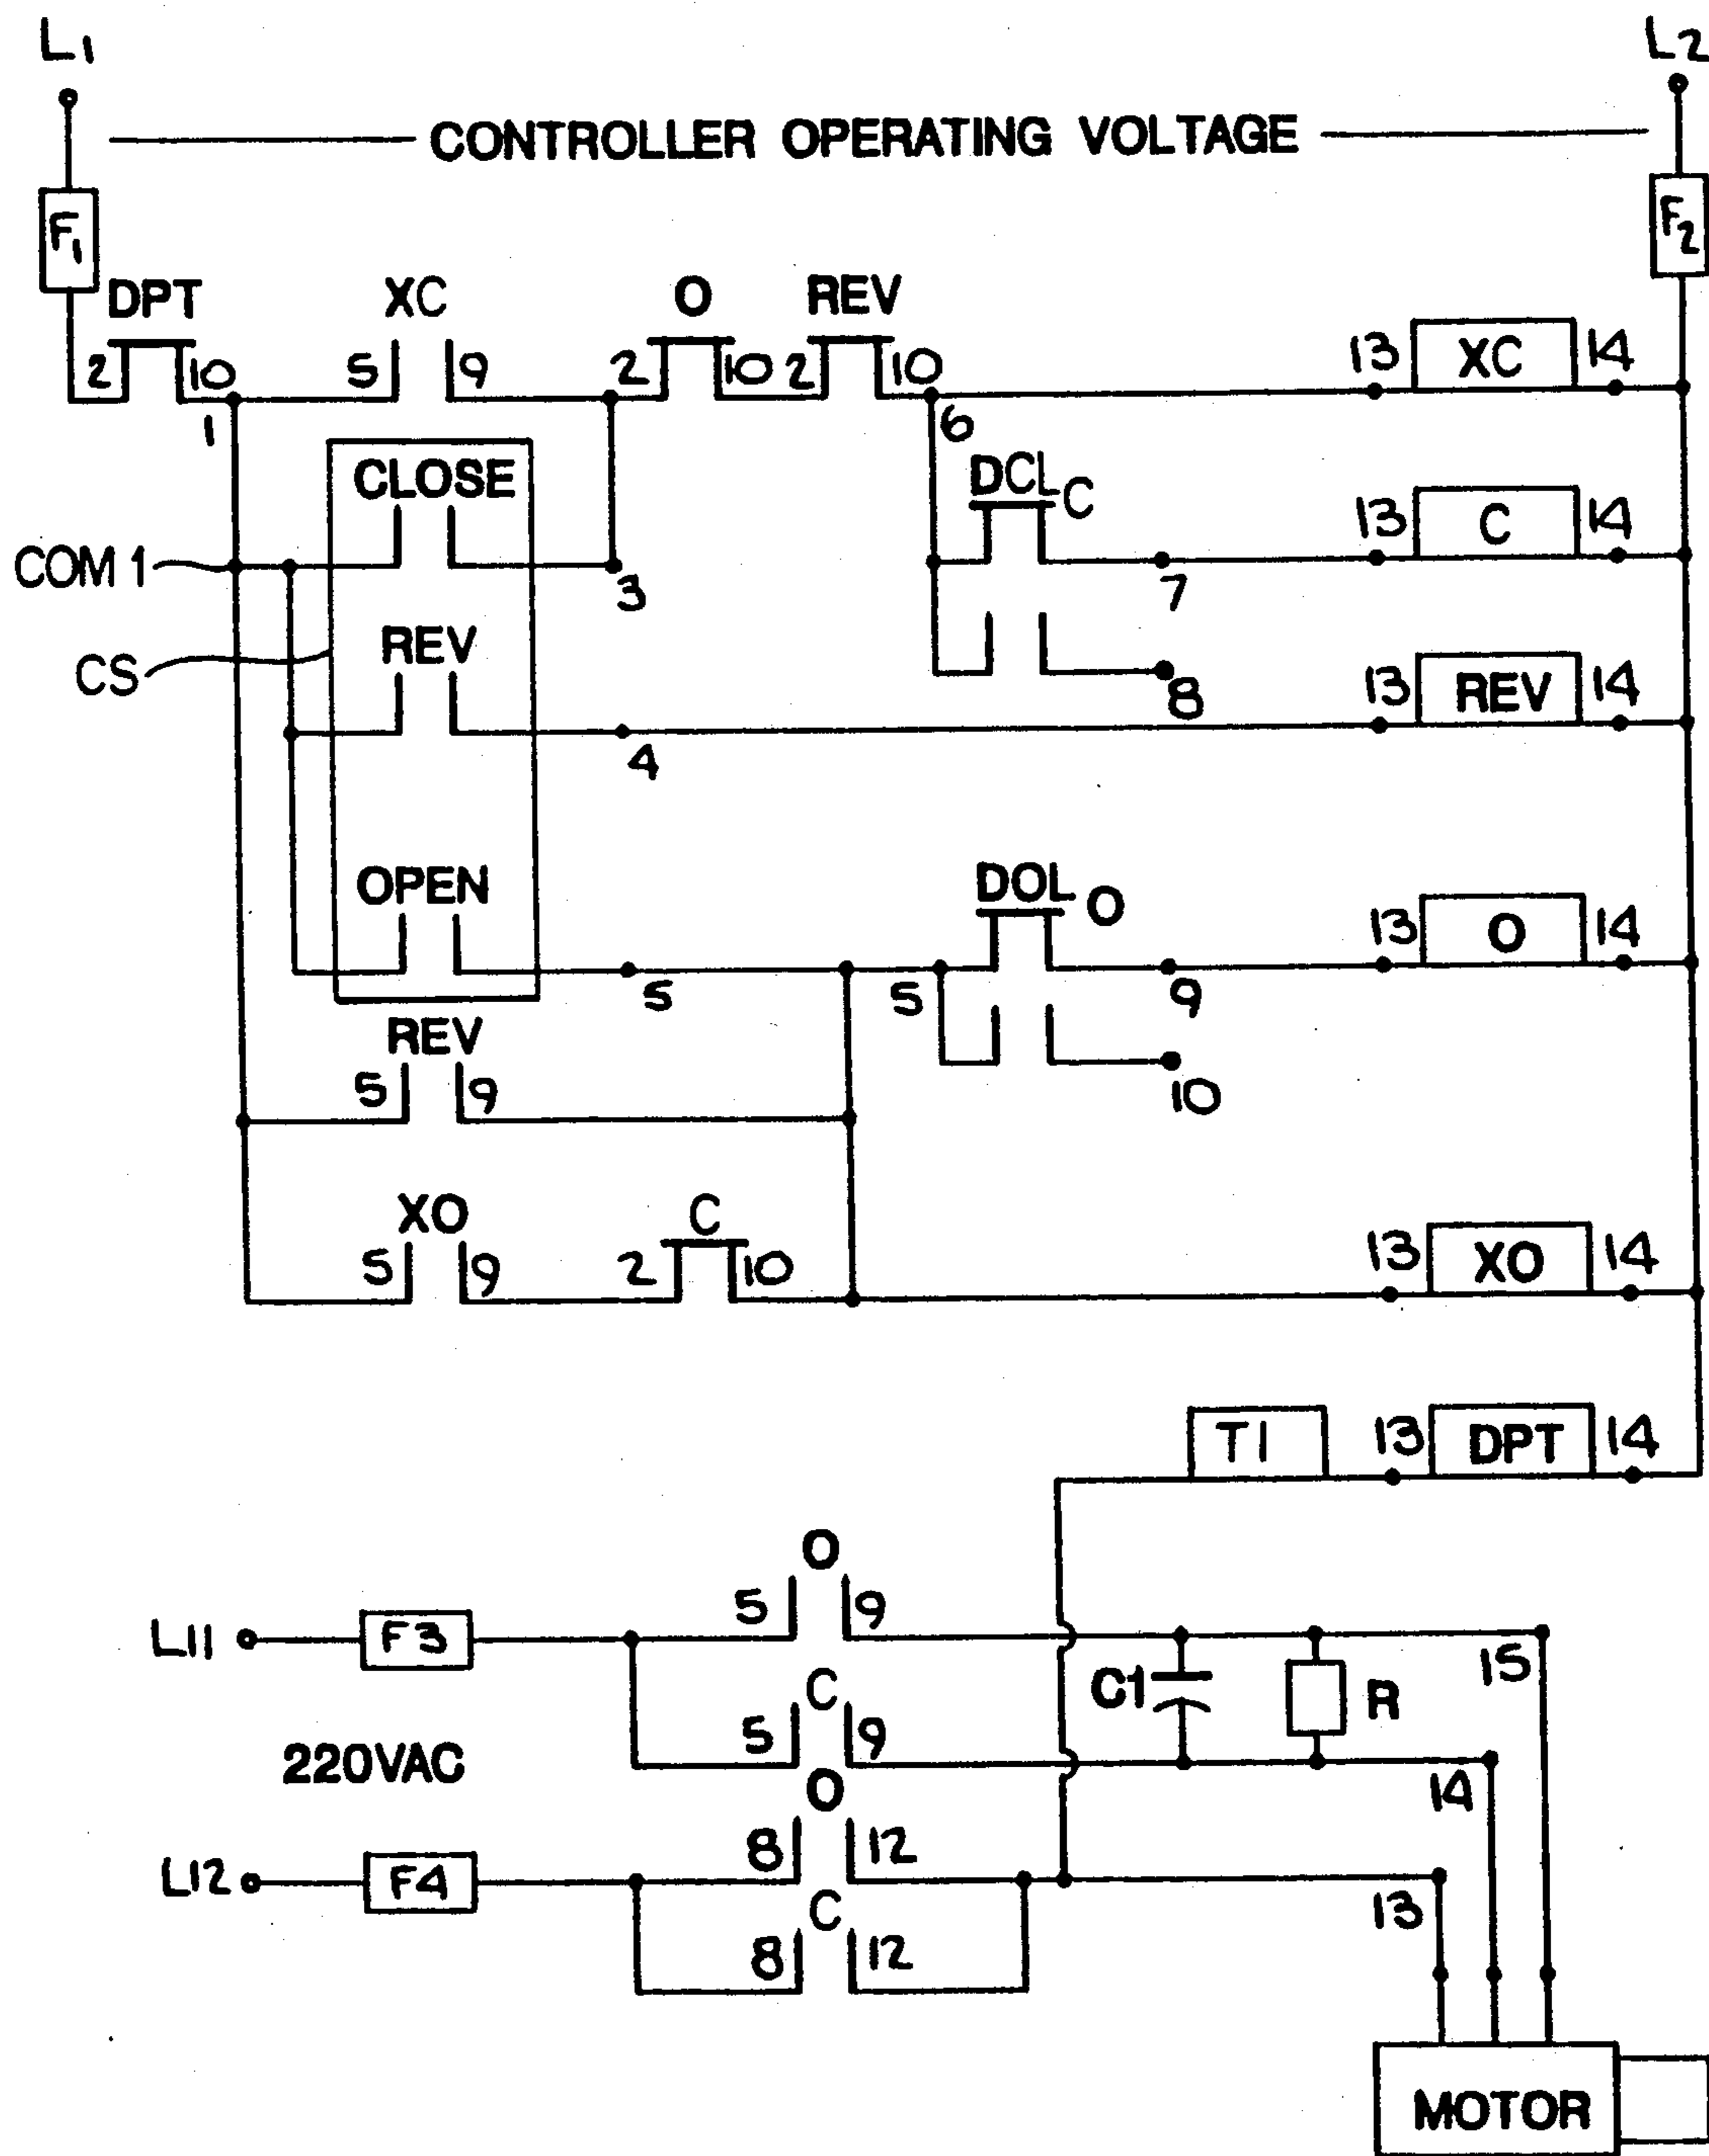 L1 L2
CONTROLLER OPERATING VOLTAGE
F1 F2
DPT XC O REV
2 10 5 9 2 10 2 10 13 XC 14
1 6
CLOSE DCL C 13 C 14
COM 1 3 7
REV
CS 8 13 REV 14
4
OPEN DOL O 13 O 14
5 5 9
REV
5 9 10
XO C
5 9 2 10 13 XO 14
T1 13 DPT 14
O
L11 F3 5 9 15
C C1 R
220VAC 5 9
O 14
L12 F4 8 12
C 13
8 12
MOTOR